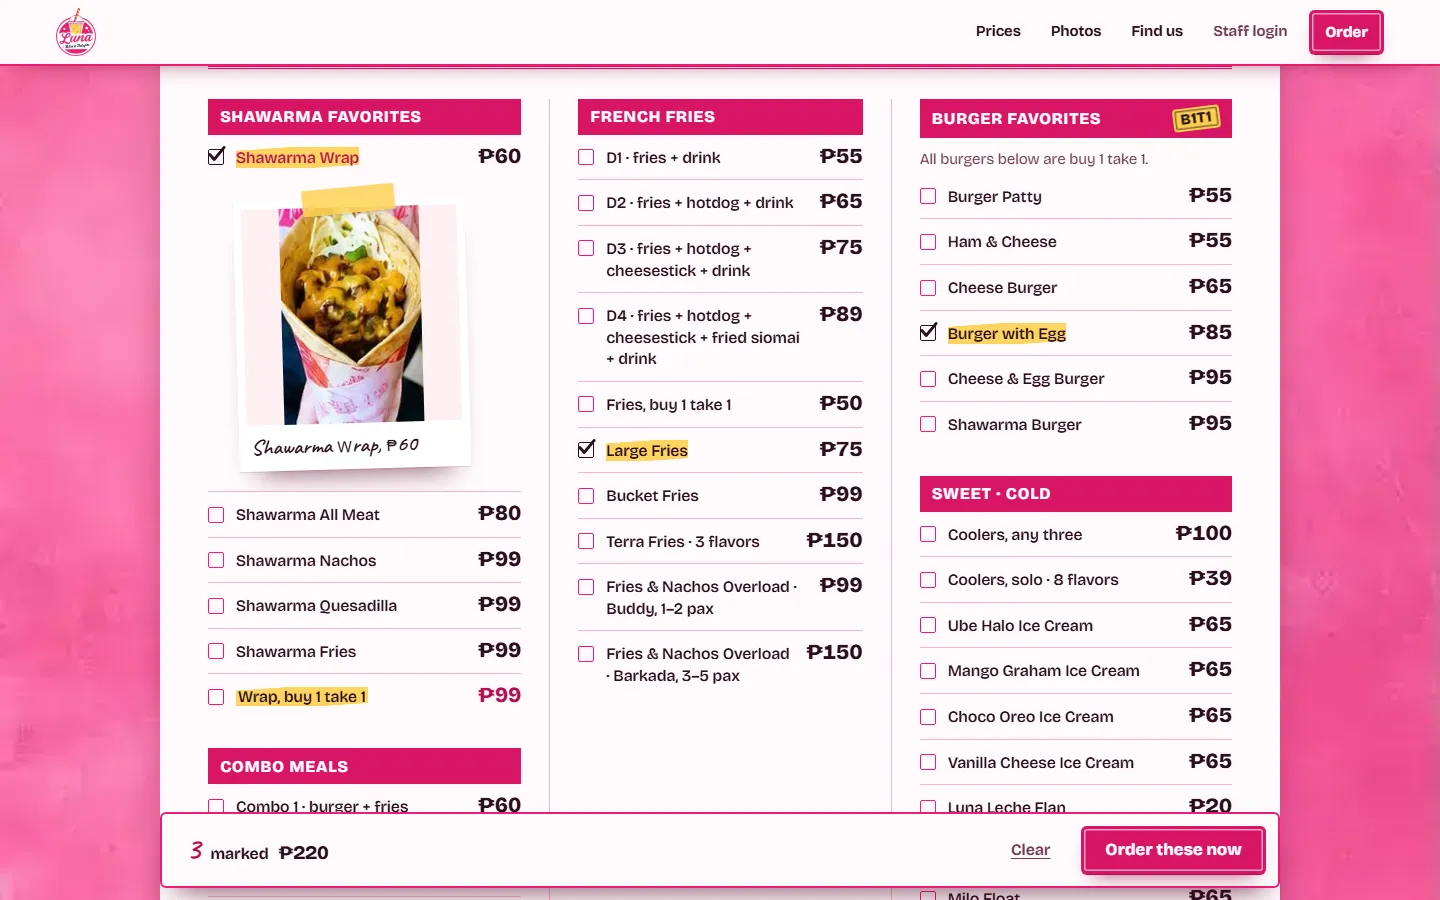 Luna
Prices
Photos
Find us
Staff login
Order
SHAWARMA FAVORITES
Shawarma Wrap ₱60
Shawarma Wrap, ₱60
Shawarma All Meat ₱80
Shawarma Nachos ₱99
Shawarma Quesadilla ₱99
Shawarma Fries ₱99
Wrap, buy 1 take 1 ₱99
COMBO MEALS
Combo 1 · burger + fries ₱60
FRENCH FRIES
D1 · fries + drink ₱55
D2 · fries + hotdog + drink ₱65
D3 · fries + hotdog + ₱75
cheesestick + drink
D4 · fries + hotdog + ₱89
cheesestick + fried siomai
+ drink
Fries, buy 1 take 1 ₱50
Large Fries ₱75
Bucket Fries ₱99
Terra Fries · 3 flavors ₱150
Fries & Nachos Overload · ₱99
Buddy, 1–2 pax
Fries & Nachos Overload ₱150
· Barkada, 3–5 pax
BURGER FAVORITES B1T1
All burgers below are buy 1 take 1.
Burger Patty ₱55
Ham & Cheese ₱55
Cheese Burger ₱65
Burger with Egg ₱85
Cheese & Egg Burger ₱95
Shawarma Burger ₱95
SWEET · COLD
Coolers, any three ₱100
Coolers, solo · 8 flavors ₱39
Ube Halo Ice Cream ₱65
Mango Graham Ice Cream ₱65
Choco Oreo Ice Cream ₱65
Vanilla Cheese Ice Cream ₱65
Luna Leche Flan ₱20
Milo Float ₱65
3 marked ₱220
Clear
Order these now